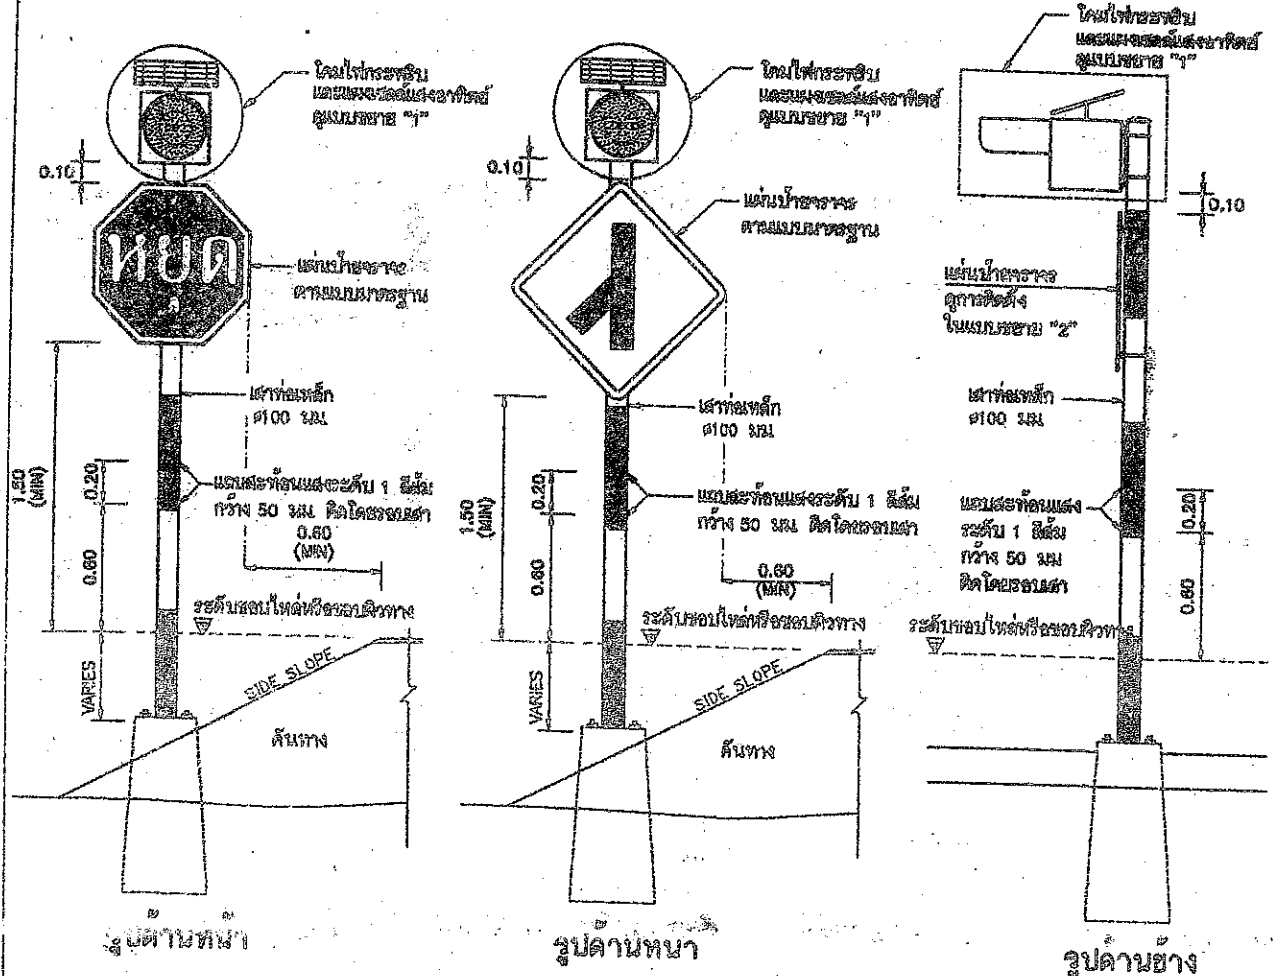 โคมไฟกระพริบ
และแผงเซลล์แสงอาทิตย์
ดูแบบขยาย "1"
0.10
หยุด
แผ่นป้ายจราจร
ตามแบบมาตรฐาน
เสาท่อเหล็ก
ø100 มม.
1.50
(MIN)
0.20
0.60
แถบสะท้อนแสงระดับ 1 สีส้ม
กว้าง 50 มม. ติดโดยรอบเสา
0.60
(MIN)
ระดับขอบไหล่หรือขอบผิวทาง
VARIES
SIDE SLOPE
คันทาง
รูปด้านหน้า
โคมไฟกระพริบ
และแผงเซลล์แสงอาทิตย์
ดูแบบขยาย "1"
0.10
แผ่นป้ายจราจร
ตามแบบมาตรฐาน
เสาท่อเหล็ก
ø100 มม.
1.50
(MIN)
0.20
0.60
แถบสะท้อนแสงระดับ 1 สีส้ม
กว้าง 50 มม. ติดโดยรอบเสา
0.60
(MIN)
ระดับขอบไหล่หรือขอบผิวทาง
VARIES
SIDE SLOPE
คันทาง
รูปด้านหน้า
โคมไฟกระพริบ
และแผงเซลล์แสงอาทิตย์
ดูแบบขยาย "1"
0.10
แผ่นป้ายจราจร
ดูการติดตั้ง
ในแบบขยาย "2"
เสาท่อเหล็ก
ø100 มม.
แถบสะท้อนแสง
ระดับ 1 สีส้ม
กว้าง 50 มม
ติดโดยรอบเสา
0.20
0.60
ระดับขอบไหล่หรือขอบผิวทาง
รูปด้านข้าง